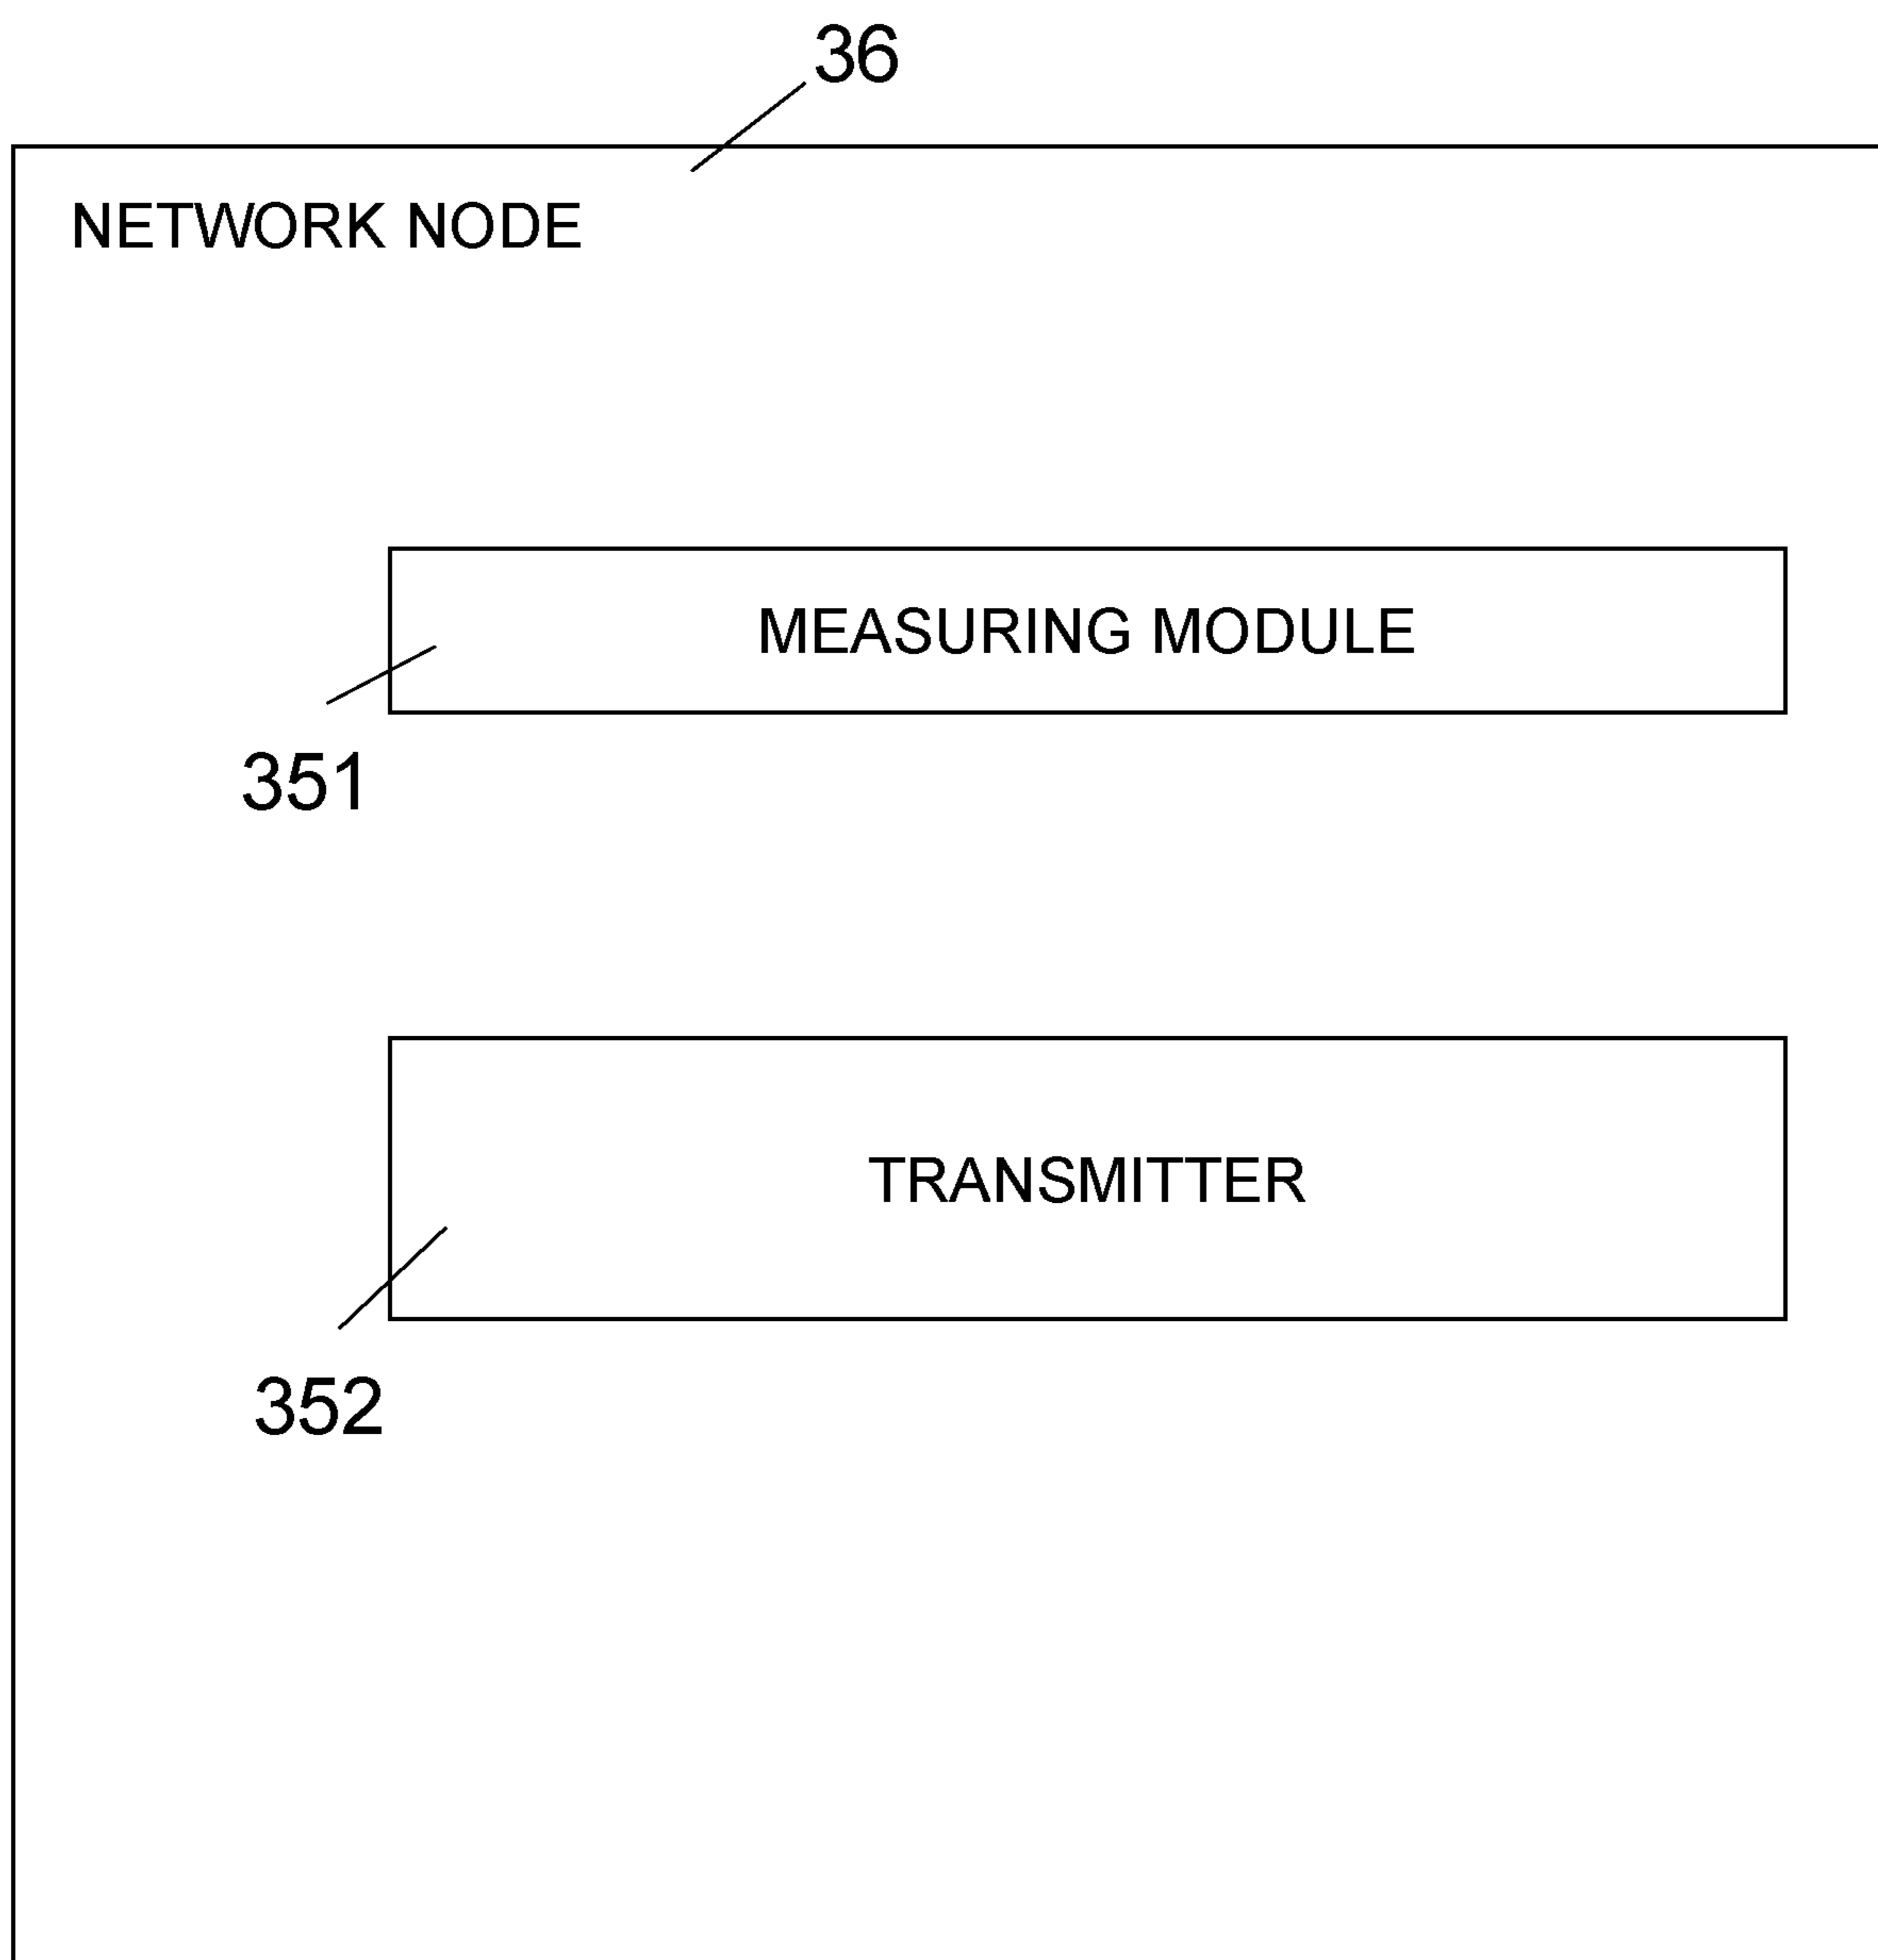 36
NETWORK NODE
MEASURING MODULE
351
TRANSMITTER
352